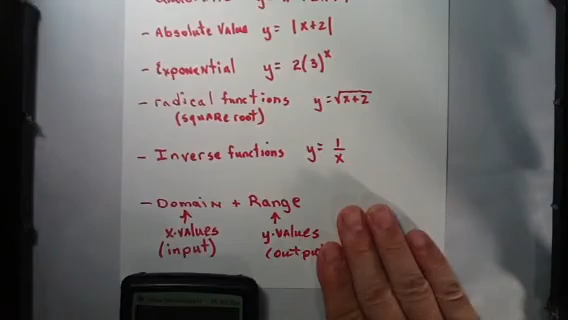 - Absolute Value y = |x+2|
- Exponential y = 2(3)^x
- radical functions y = √x+2
(squARe root)
- Inverse functions y = 1/x
- DomaiN + Range
x-values y-values
(input) (outpu